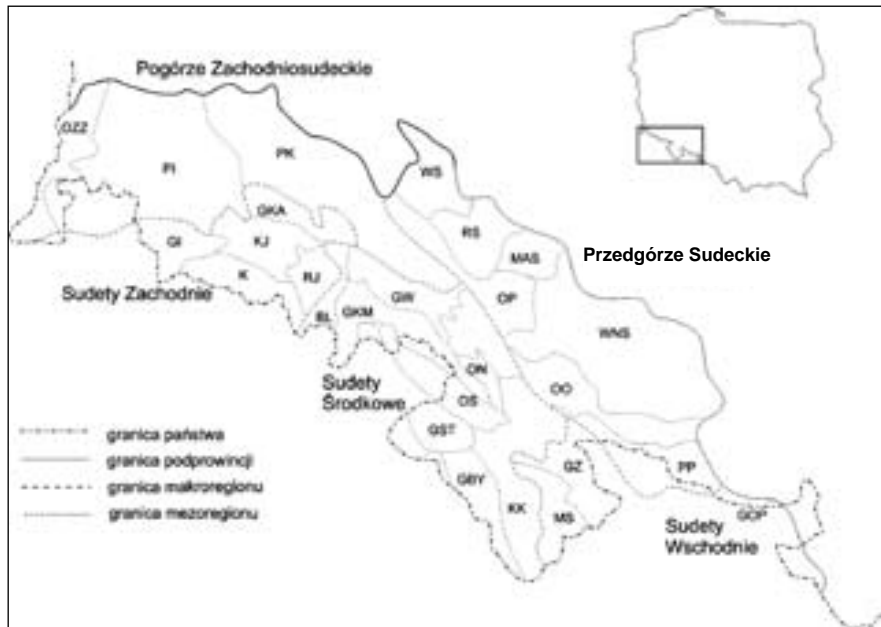 Pogórze Zachodniosudeckie
OZZ
PI
PK
WS
GKA
RS
GI
KJ
MAS
Przedgórze Sudeckie
K
RJ
OP
Sudety Zachodnie
GW
GKM
WNS
ON
Sudety
Środkowe
OO
OS
granica państwa
GST
granica podprowincji
GZ
PP
GBY
granica makroregionu
KK
MS
GOP
granica mezoregionu
Sudety
Wschodnie